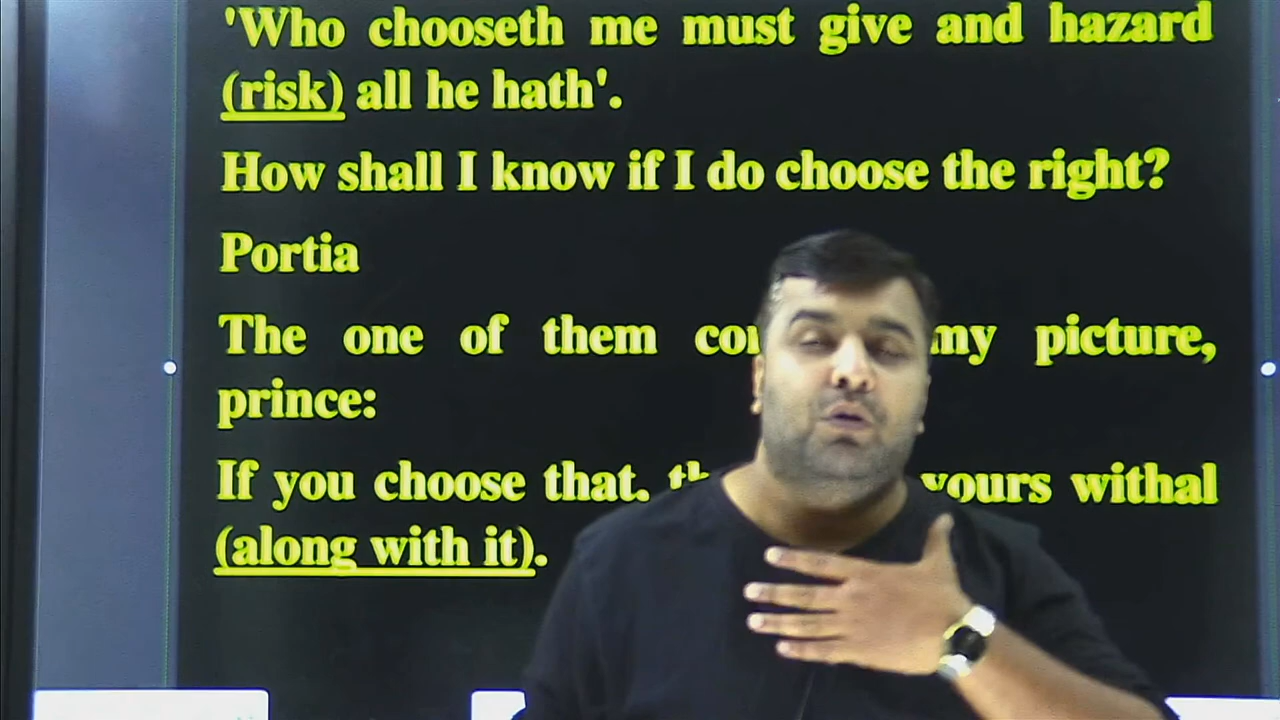 'Who chooseth me must give and hazard
(risk) all he hath'.
How shall I know if I do choose the right?
Portia
The one of them my picture,
prince:
If you choose that, yours withal
(along with it).